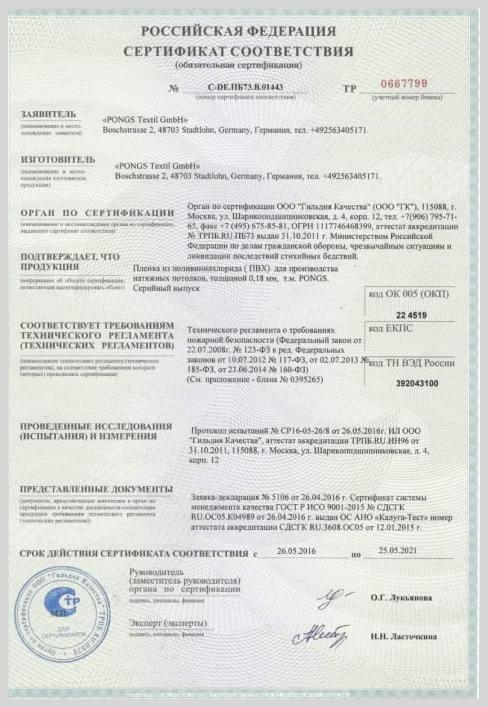 РОССИЙСКАЯ ФЕДЕРАЦИЯ
СЕРТИФИКАТ СООТВЕТСТВИЯ
(обязательная сертификация)
№ C-DE.ПБ73.В.01443 ТР 0667799
(номер сертификата соответствия) (учетный номер бланка)
ЗАЯВИТЕЛЬ
(наименование и место-
нахождение заявителя)
«PONGS Textil GmbH»
Boschstrasse 2, 48703 Stadtlohn, Germany, Германия, тел. +492563405171.
ИЗГОТОВИТЕЛЬ
(наименование и место-
нахождение изготовителя
продукции)
«PONGS Textil GmbH»
Boschstrasse 2, 48703 Stadtlohn, Germany, Германия, тел. +492563405171.
ОРГАН ПО СЕРТИФИКАЦИИ
(наименование и местонахождение органа по сертификации,
выдавшего сертификат соответствия)
Орган по сертификации ООО "Гильдия Качества" (ООО "ГК"), 115088, г.
Москва, ул. Шарикоподшипниковская, д. 4, корп. 12, тел. +7(906) 795-71-
65, факс +7 (495) 675-85-81, ОГРН 1117746468399, аттестат аккредитации
№ ТРПБ.RU.ПБ73 выдан 31.10.2011 г. Министерством Российской
Федерации по делам гражданской обороны, чрезвычайным ситуациям и
ликвидации последствий стихийных бедствий.
ПОДТВЕРЖДАЕТ, ЧТО
ПРОДУКЦИЯ
(информация об объекте сертификации,
позволяющая идентифицировать объект)
Пленка из поливинилхлорида ( ПВХ) для производства
натяжных потолков, толщиной 0,18 мм, т.м. PONGS.
Серийный выпуск
код ОК 005 (ОКП)
22 4519
код ЕКПС
код ТН ВЭД России
392043100
СООТВЕТСТВУЕТ ТРЕБОВАНИЯМ
ТЕХНИЧЕСКОГО РЕГЛАМЕНТА
(ТЕХНИЧЕСКИХ РЕГЛАМЕНТОВ)
(наименование технического регламента (технических
регламентов), на соответствие требованиям которого
(которых) проводилась сертификация)
Технического регламента о требованиях
пожарной безопасности (Федеральный закон от
22.07.2008г. № 123-ФЗ в ред. Федеральных
законов от 10.07.2012 № 117-ФЗ, от 02.07.2013 №
185-ФЗ, от 23.06.2014 № 160-ФЗ)
(См. приложение - бланк № 0395265)
ПРОВЕДЕННЫЕ ИССЛЕДОВАНИЯ
(ИСПЫТАНИЯ) И ИЗМЕРЕНИЯ
Протокол испытаний № СР16-05-26/8 от 26.05.2016г. ИЛ ООО
"Гильдия Качества", аттестат аккредитации ТРПБ.RU.ИН96 от
31.10.2011, 115088, г. Москва, ул. Шарикоподшипниковская, д. 4,
корп. 12
ПРЕДСТАВЛЕННЫЕ ДОКУМЕНТЫ
(документы, представленные заявителем в орган по
сертификации в качестве доказательств соответствия
продукции требованиям технического регламента
(технических регламентов))
Заявка-декларация № 5106 от 26.04.2016 г. Сертификат системы
менеджмента качества ГОСТ Р ИСО 9001-2015 № СДСГК
RU.ОС05.К04989 от 26.04.2016 г. выдан ОС АНО «Калуга-Тест» номер
аттестата аккредитации СДСГК RU.3608.ОС05 от 12.01.2015 г.
СРОК ДЕЙСТВИЯ СЕРТИФИКАТА СООТВЕТСТВИЯ с 26.05.2016 по 25.05.2021
Руководитель
(заместитель руководителя)
органа по сертификации
подпись, инициалы, фамилия
О.Г. Лукьянова
Эксперт (эксперты)
подпись, инициалы, фамилия
Н.Н. Ласточкина
М.П.
ДЛЯ
СЕРТИФИКАТОВ